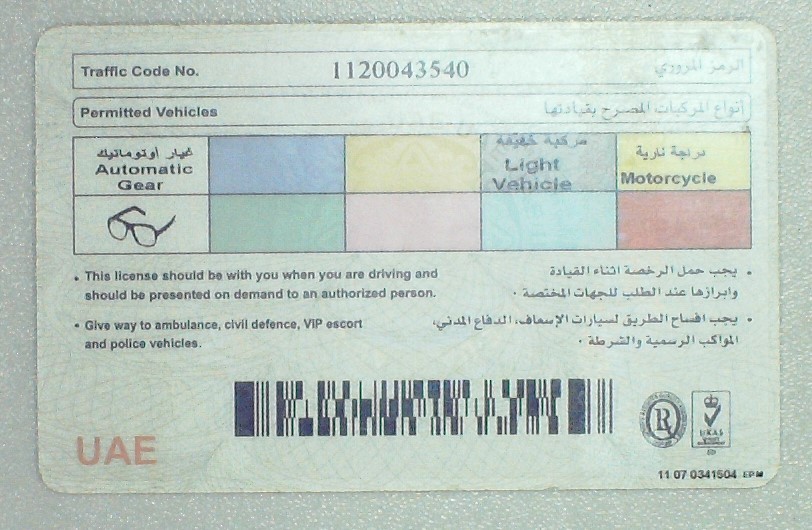 Traffic Code No. 1120043540 الرمز المروري
Permitted Vehicles أنواع المركبات المصرح بقيادتها
غيار أوتوماتيك
Automatic
Gear
مركبة خفيفة
Light
Vehicle
دراجة نارية
Motorcycle
• This license should be with you when you are driving and
should be presented on demand to an authorized person.
• يجب حمل الرخصة اثناء القيادة
وابرازها عند الطلب للجهات المختصة .
• Give way to ambulance, civil defence, VIP escort
and police vehicles.
• يجب افساح الطريق لسيارات الإسعاف، الدفاع المدني،
المواكب الرسمية والشرطة .
UAE
R
UKAS
11 07 0341504 EPM